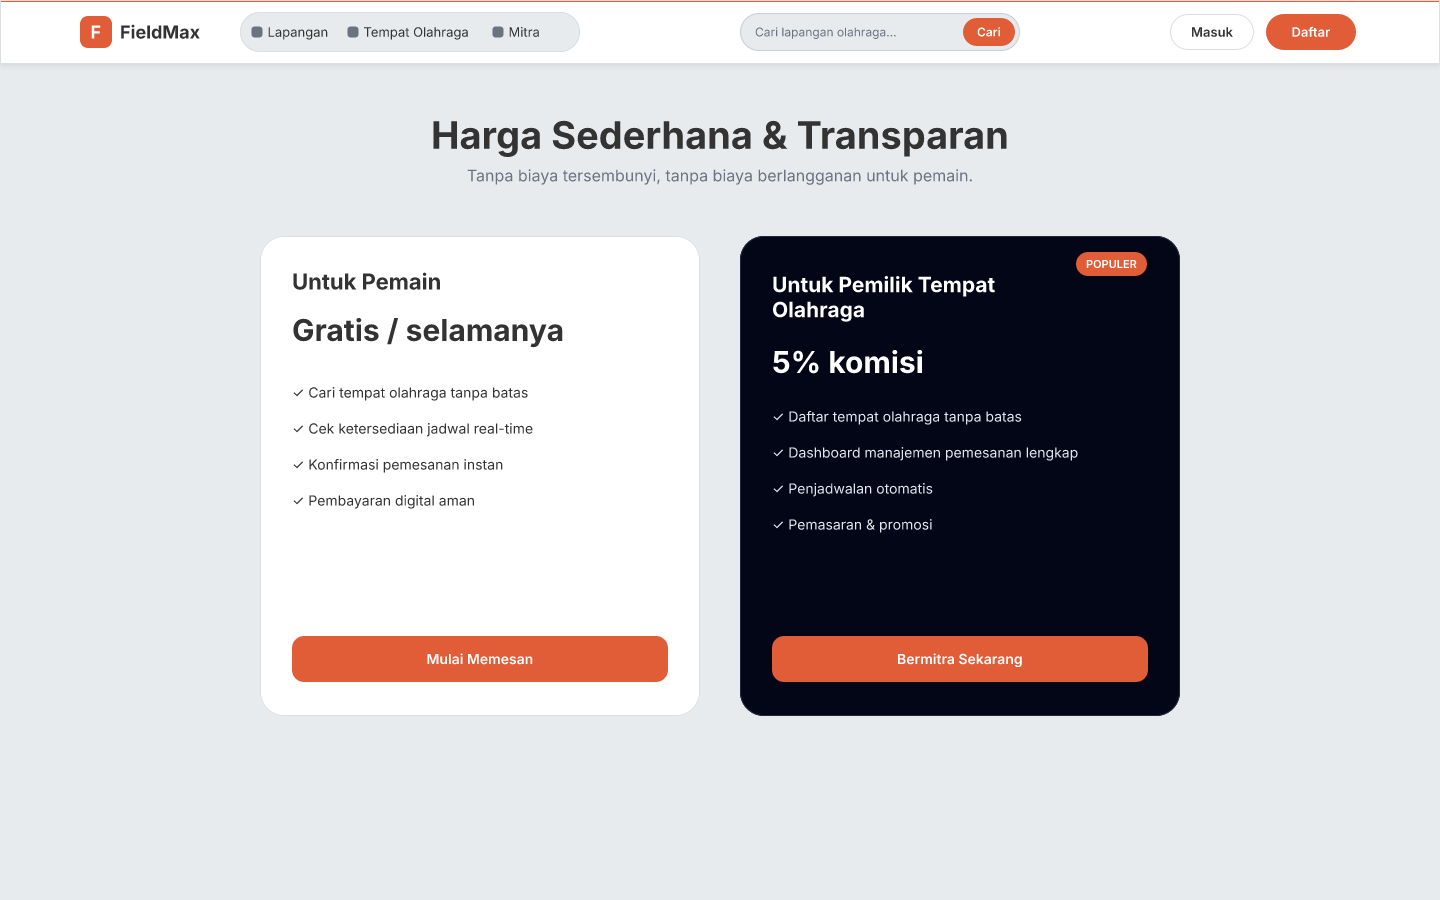 F FieldMax
Lapangan Tempat Olahraga Mitra
Cari lapangan olahraga...
Cari
Masuk
Daftar
Harga Sederhana & Transparan
Tanpa biaya tersembunyi, tanpa biaya berlangganan untuk pemain.
Untuk Pemain
Gratis / selamanya
✓ Cari tempat olahraga tanpa batas
✓ Cek ketersediaan jadwal real-time
✓ Konfirmasi pemesanan instan
✓ Pembayaran digital aman
Mulai Memesan
POPULER
Untuk Pemilik Tempat
Olahraga
5% komisi
✓ Daftar tempat olahraga tanpa batas
✓ Dashboard manajemen pemesanan lengkap
✓ Penjadwalan otomatis
✓ Pemasaran & promosi
Bermitra Sekarang